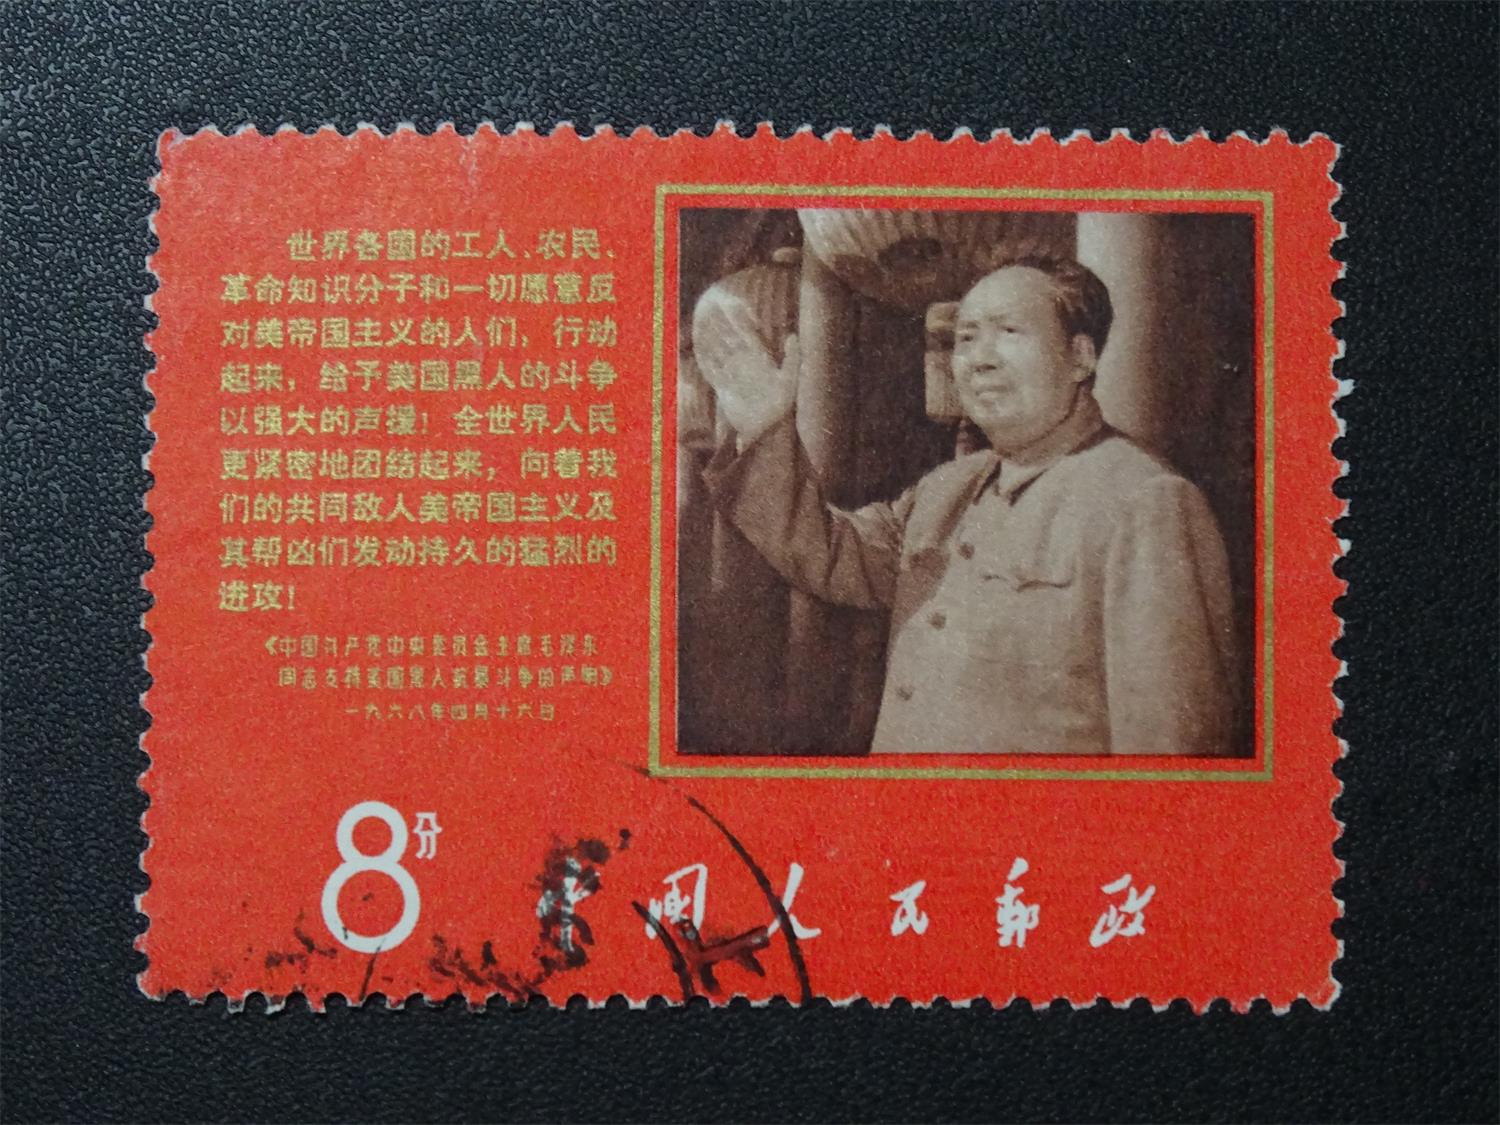 世界各国的工人、农民、
革命知识分子和一切愿意反
对美帝国主义的人们，行动
起来，给予美国黑人的斗争
以强大的声援！全世界人民
更紧密地团结起来，向着我
们的共同敌人美帝国主义及
其帮凶们发动持久的猛烈的
进攻！
《中国共产党中央委员会主席毛泽东
同志支持美国黑人抗暴斗争的声明》
一九六八年四月十六日
8分
中國人民郵政